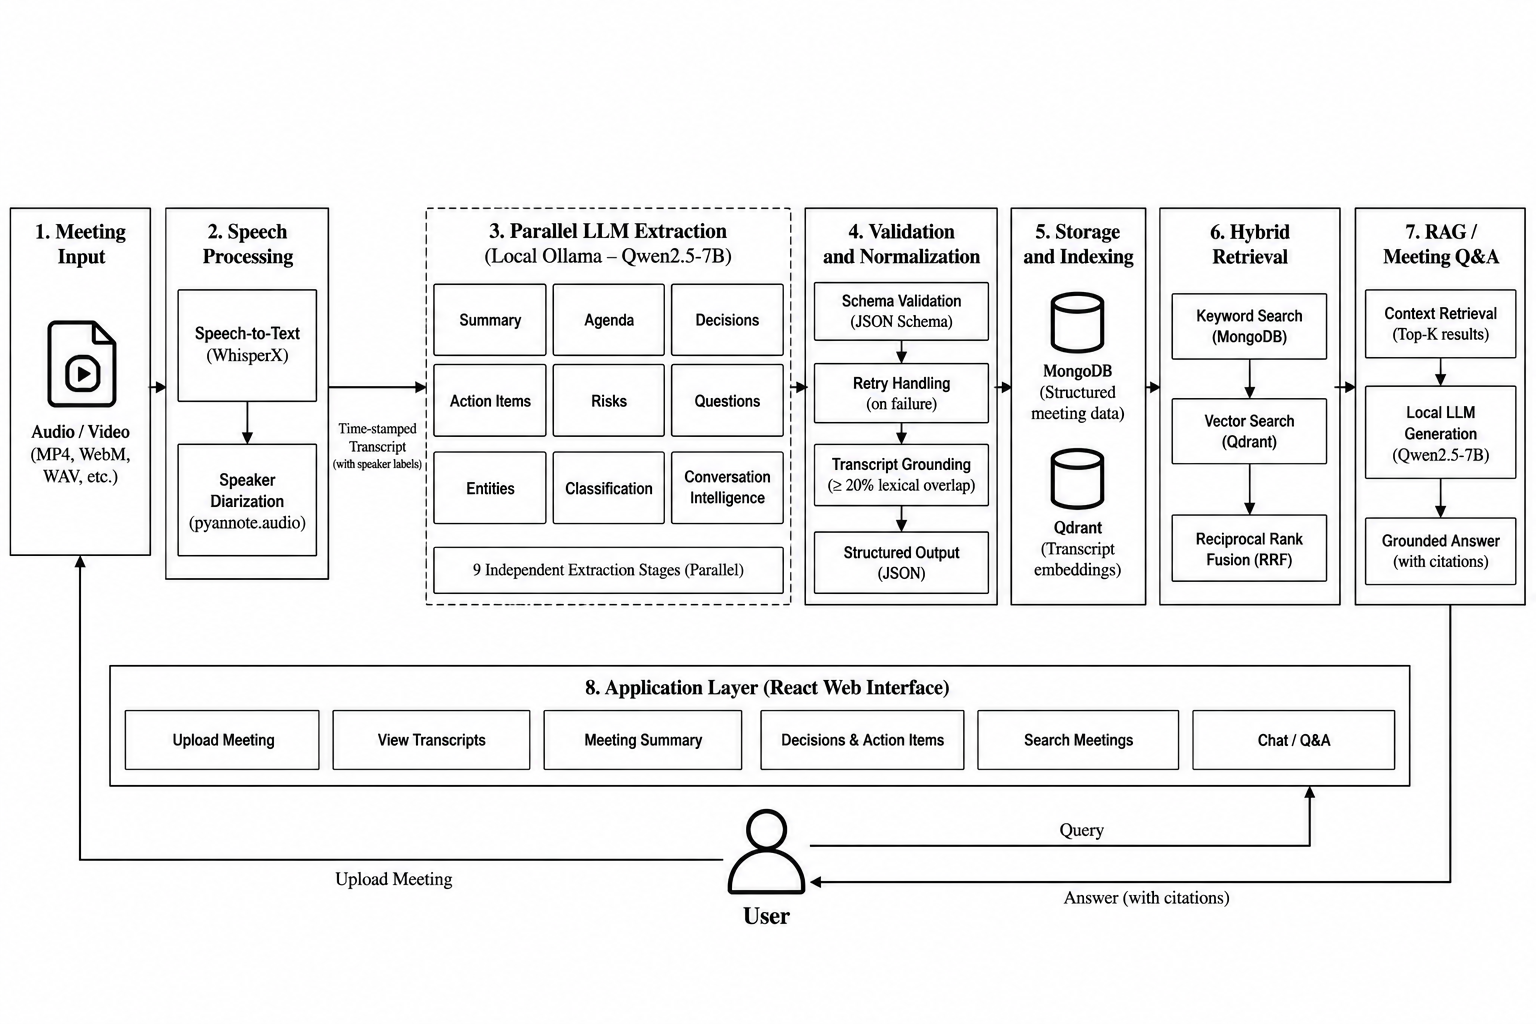 1. Meeting
Input
Audio / Video
(MP4, WebM,
WAV, etc.)
2. Speech
Processing
Speech-to-Text
(WhisperX)
Speaker
Diarization
(pyannote.audio)
Time-stamped
Transcript
(with speaker labels)
3. Parallel LLM Extraction
(Local Ollama – Qwen2.5-7B)
Summary
Agenda
Decisions
Action Items
Risks
Questions
Entities
Classification
Conversation
Intelligence
9 Independent Extraction Stages (Parallel)
4. Validation
and Normalization
Schema Validation
(JSON Schema)
Retry Handling
(on failure)
Transcript Grounding
(≥ 20% lexical overlap)
Structured Output
(JSON)
5. Storage
and Indexing
MongoDB
(Structured
meeting data)
Qdrant
(Transcript
embeddings)
6. Hybrid
Retrieval
Keyword Search
(MongoDB)
Vector Search
(Qdrant)
Reciprocal Rank
Fusion (RRF)
7. RAG /
Meeting Q&A
Context Retrieval
(Top-K results)
Local LLM
Generation
(Qwen2.5-7B)
Grounded Answer
(with citations)
8. Application Layer (React Web Interface)
Upload Meeting
View Transcripts
Meeting Summary
Decisions & Action Items
Search Meetings
Chat / Q&A
Query
Upload Meeting
Answer (with citations)
User